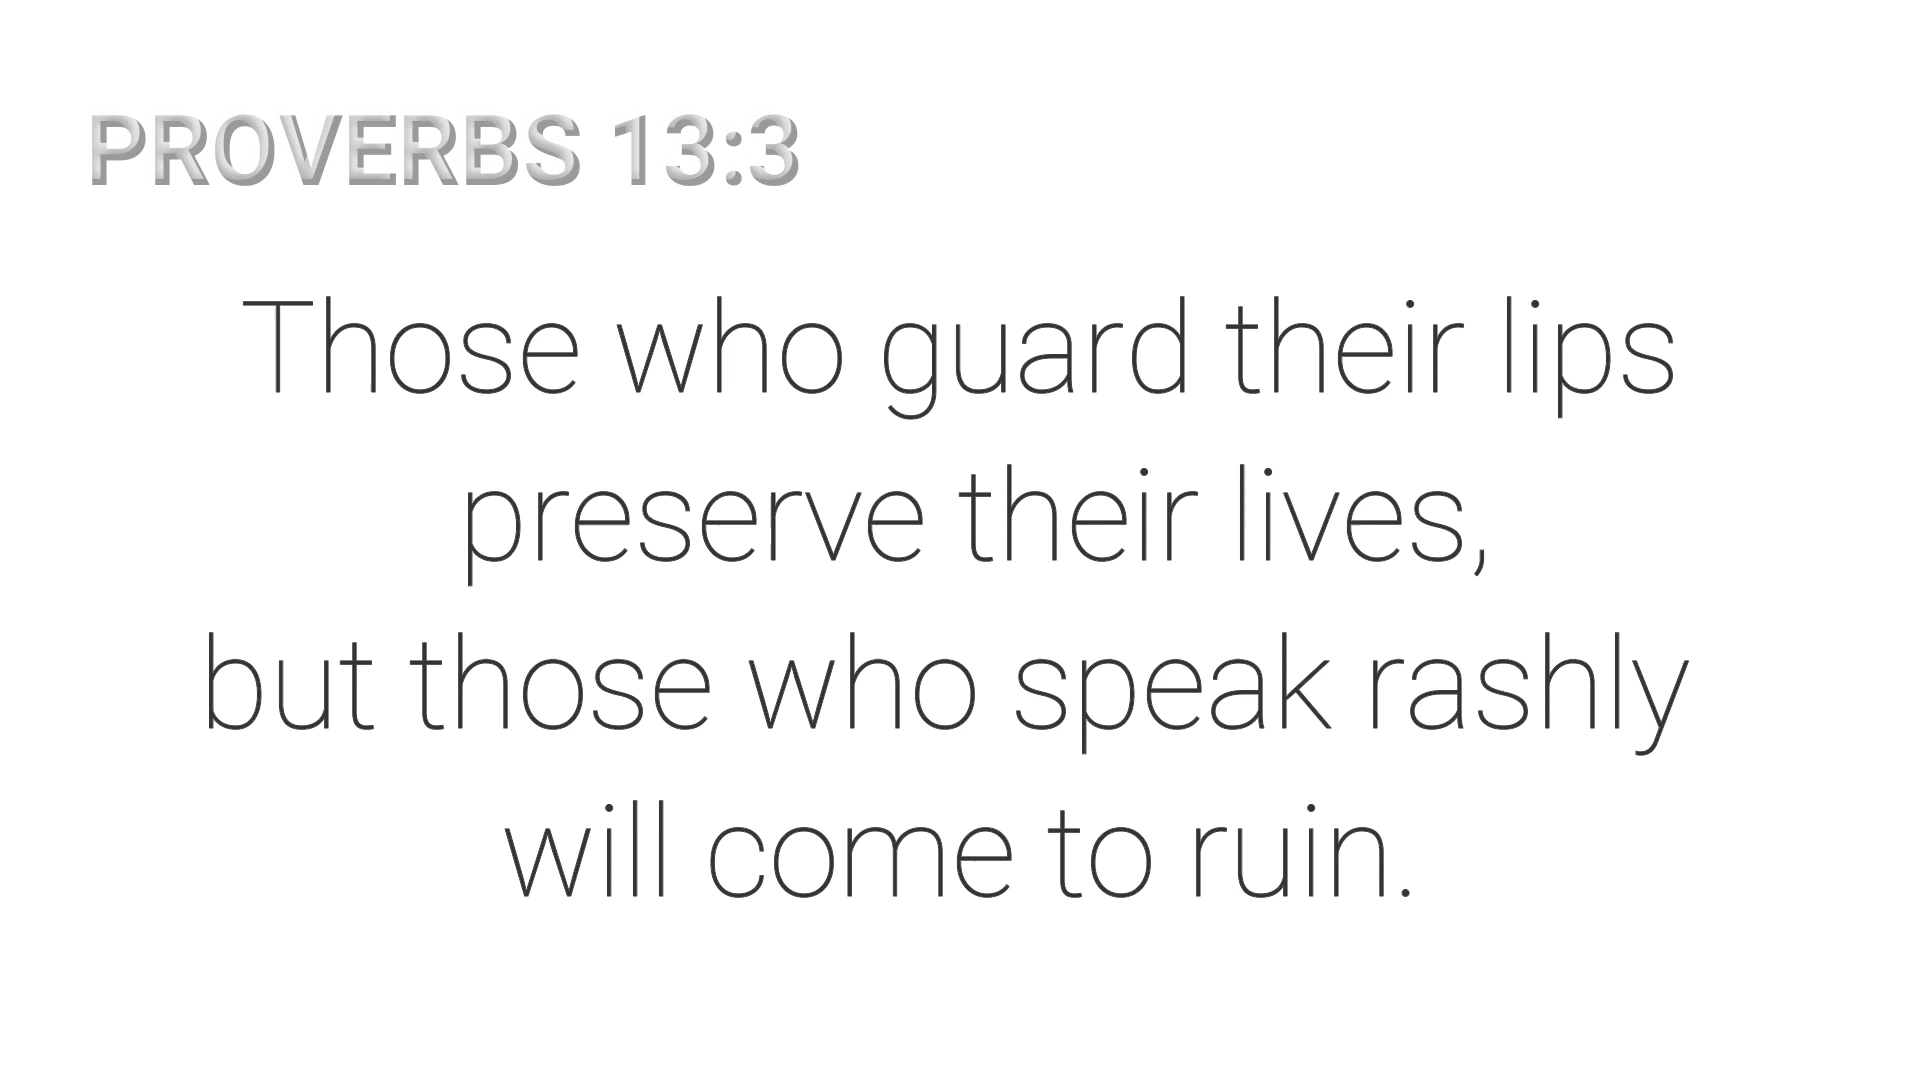 PROVERBS 13:3
Those who guard their lips
preserve their lives,
but those who speak rashly
will come to ruin.